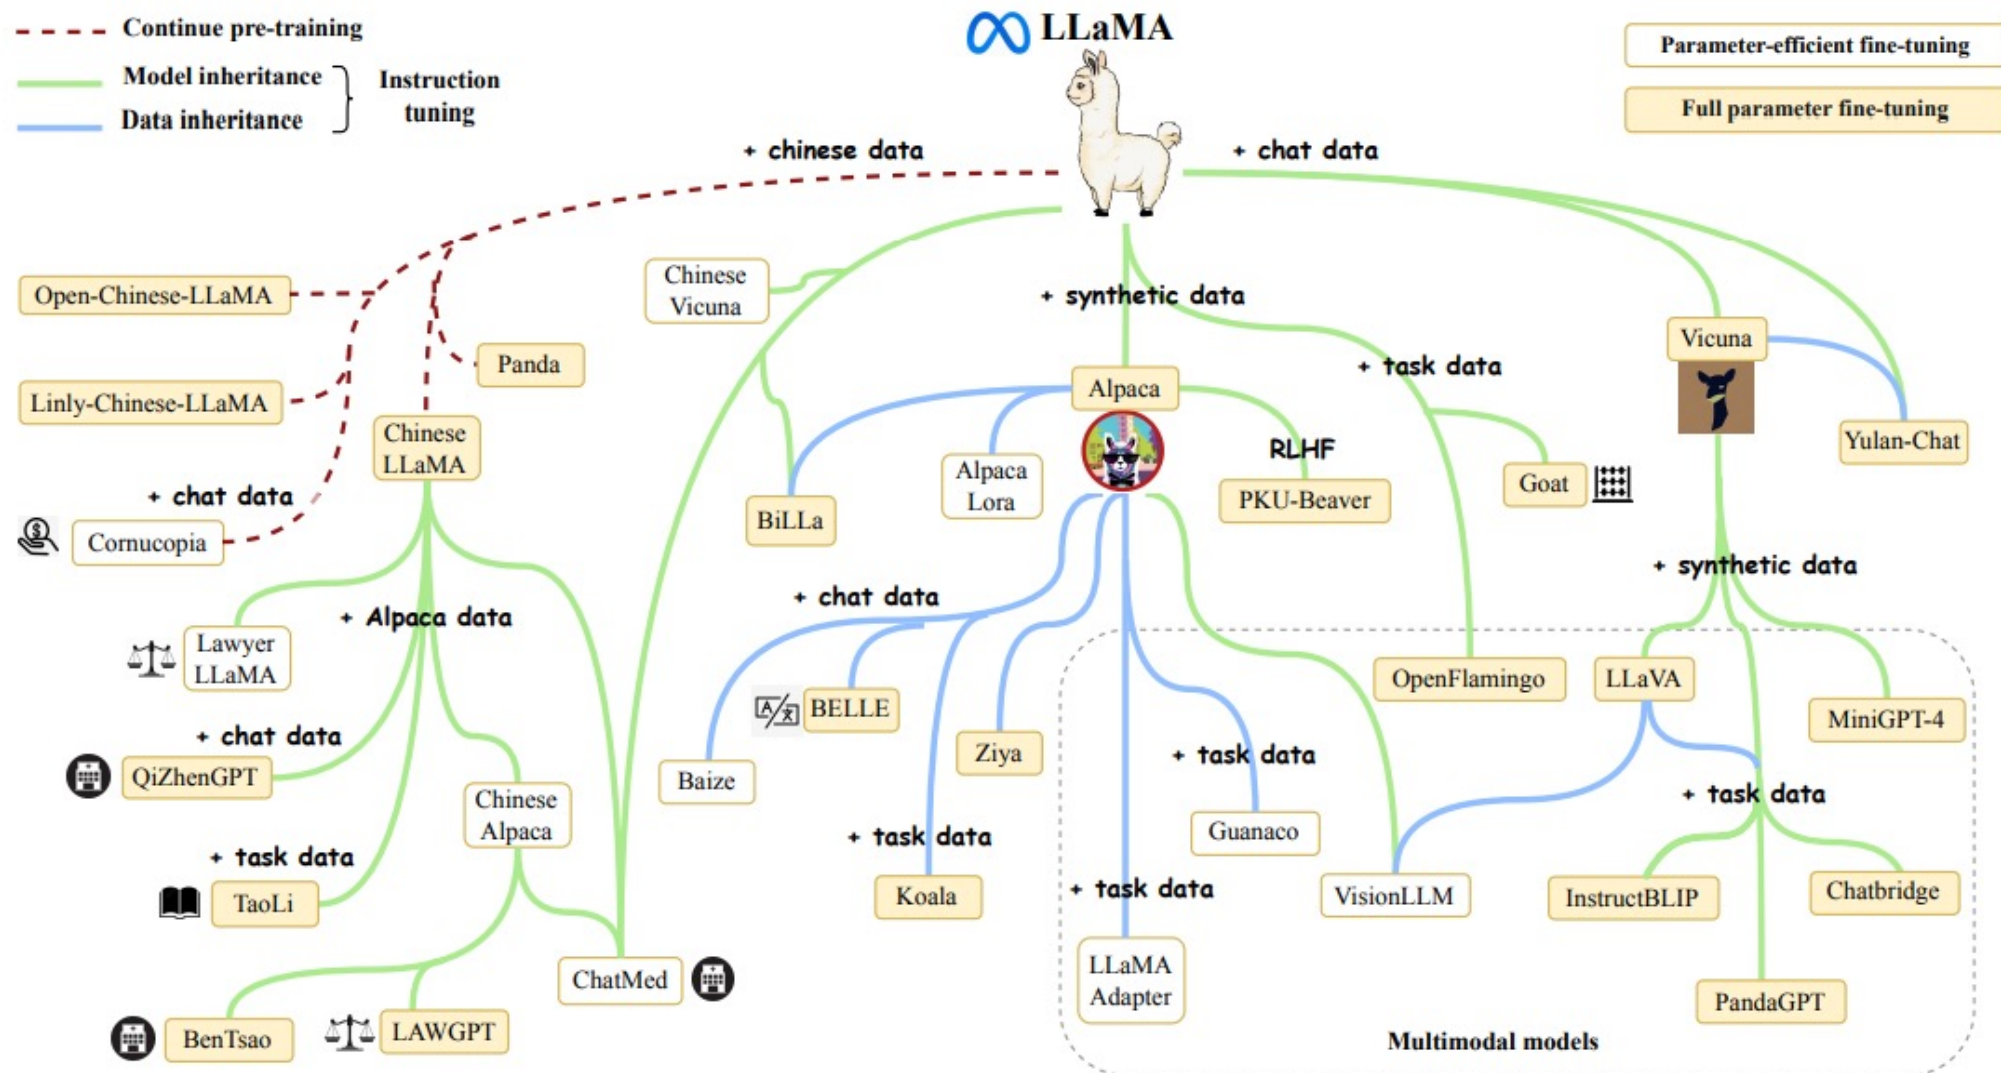 LLaMA
Continue pre-training
Model inheritance
Data inheritance
Instruction
tuning
Parameter-efficient fine-tuning
Full parameter fine-tuning
+ chinese data
+ chat data
Open-Chinese-LLaMA
Linly-Chinese-LLaMA
Panda
Chinese
LLaMA
+ chat data
Cornucopia
Chinese
Vicuna
+ synthetic data
Alpaca
+ task data
Vicuna
Yulan-Chat
BiLLa
Alpaca
Lora
RLHF
PKU-Beaver
Goat
+ synthetic data
Lawyer
LLaMA
+ Alpaca data
+ chat data
QiZhenGPT
+ task data
TaoLi
Chinese
Alpaca
BenTsao
LAWGPT
ChatMed
+ chat data
BELLE
Baize
Ziya
+ task data
Koala
+ task data
Guanaco
+ task data
LLaMA
Adapter
OpenFlamingo
LLaVA
MiniGPT-4
VisionLLM
+ task data
InstructBLIP
Chatbridge
PandaGPT
Multimodal models